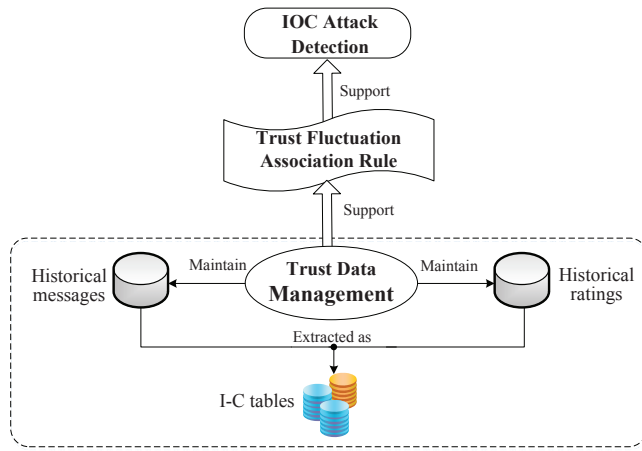 IOC Attack
Detection
Support
Trust Fluctuation
Association Rule
Support
Historical
messages
Maintain
Trust Data
Management
Maintain
Historical
ratings
Extracted as
I-C tables